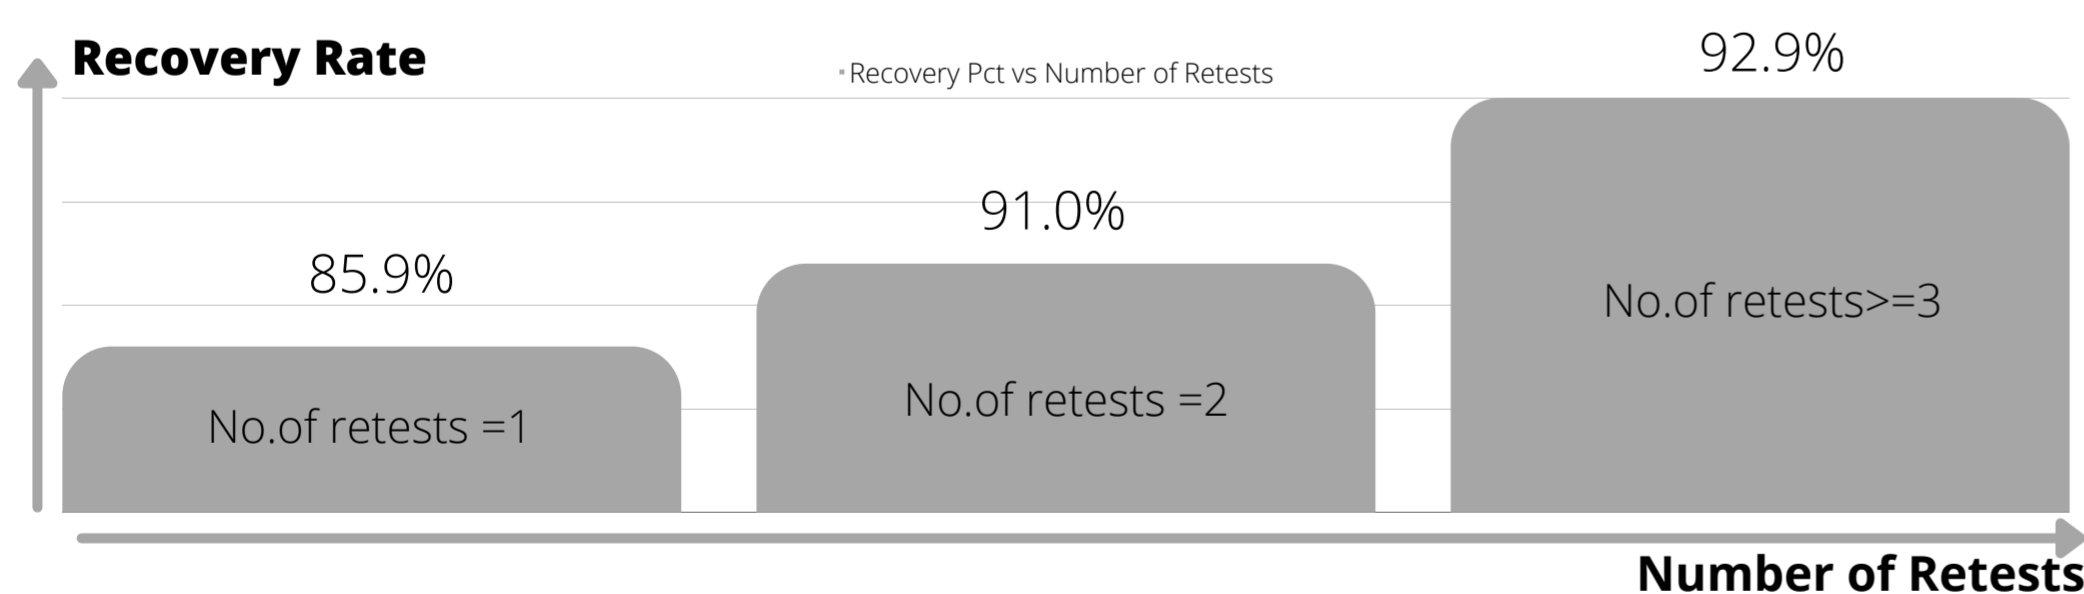 Recovery Rate
Recovery Pct vs Number of Retests
92.9%
91.0%
85.9%
No.of retests>=3
No.of retests =2
No.of retests =1
Number of Retests